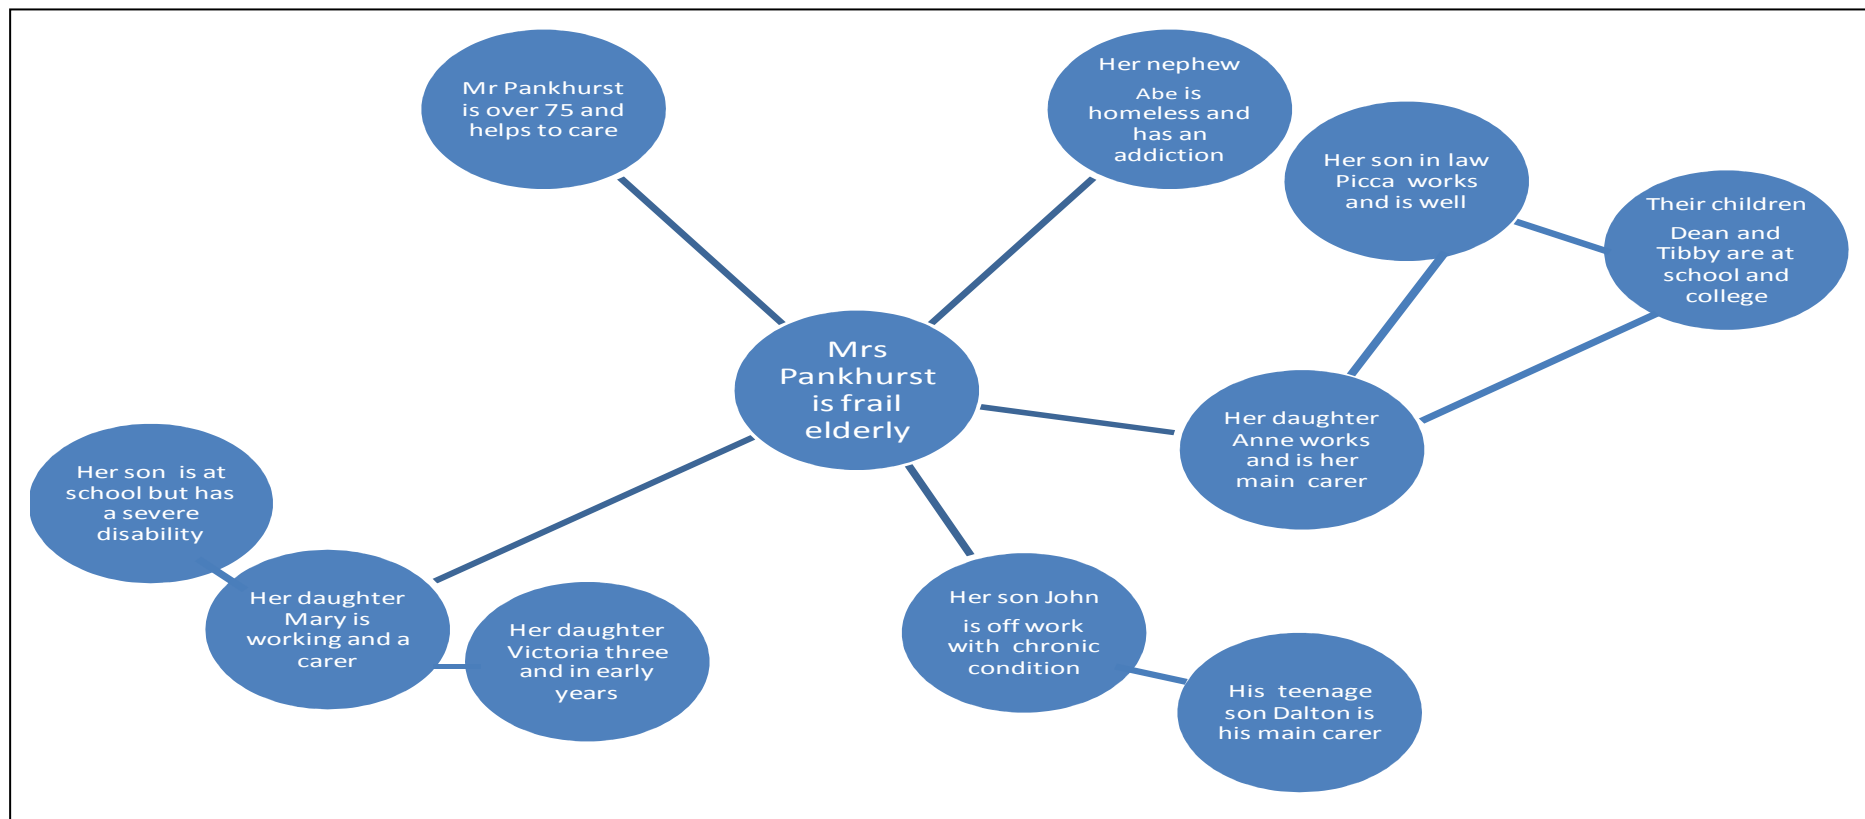 Mr Pankhurst
is over 75 and
helps to care
Her nephew
Abe is
homeless and
has an
addiction
Her son in law
Picca works
and is well
Their children
Dean and
Tibby are at
school and
college
Mrs
Pankhurst
is frail
elderly
Her daughter
Anne works
and is her
main carer
Her son is at
school but has
a severe
disability
Her daughter
Mary is
working and a
carer
Her daughter
Victoria three
and in early
years
Her son John
is off work
with chronic
condition
His teenage
son Dalton is
his main carer